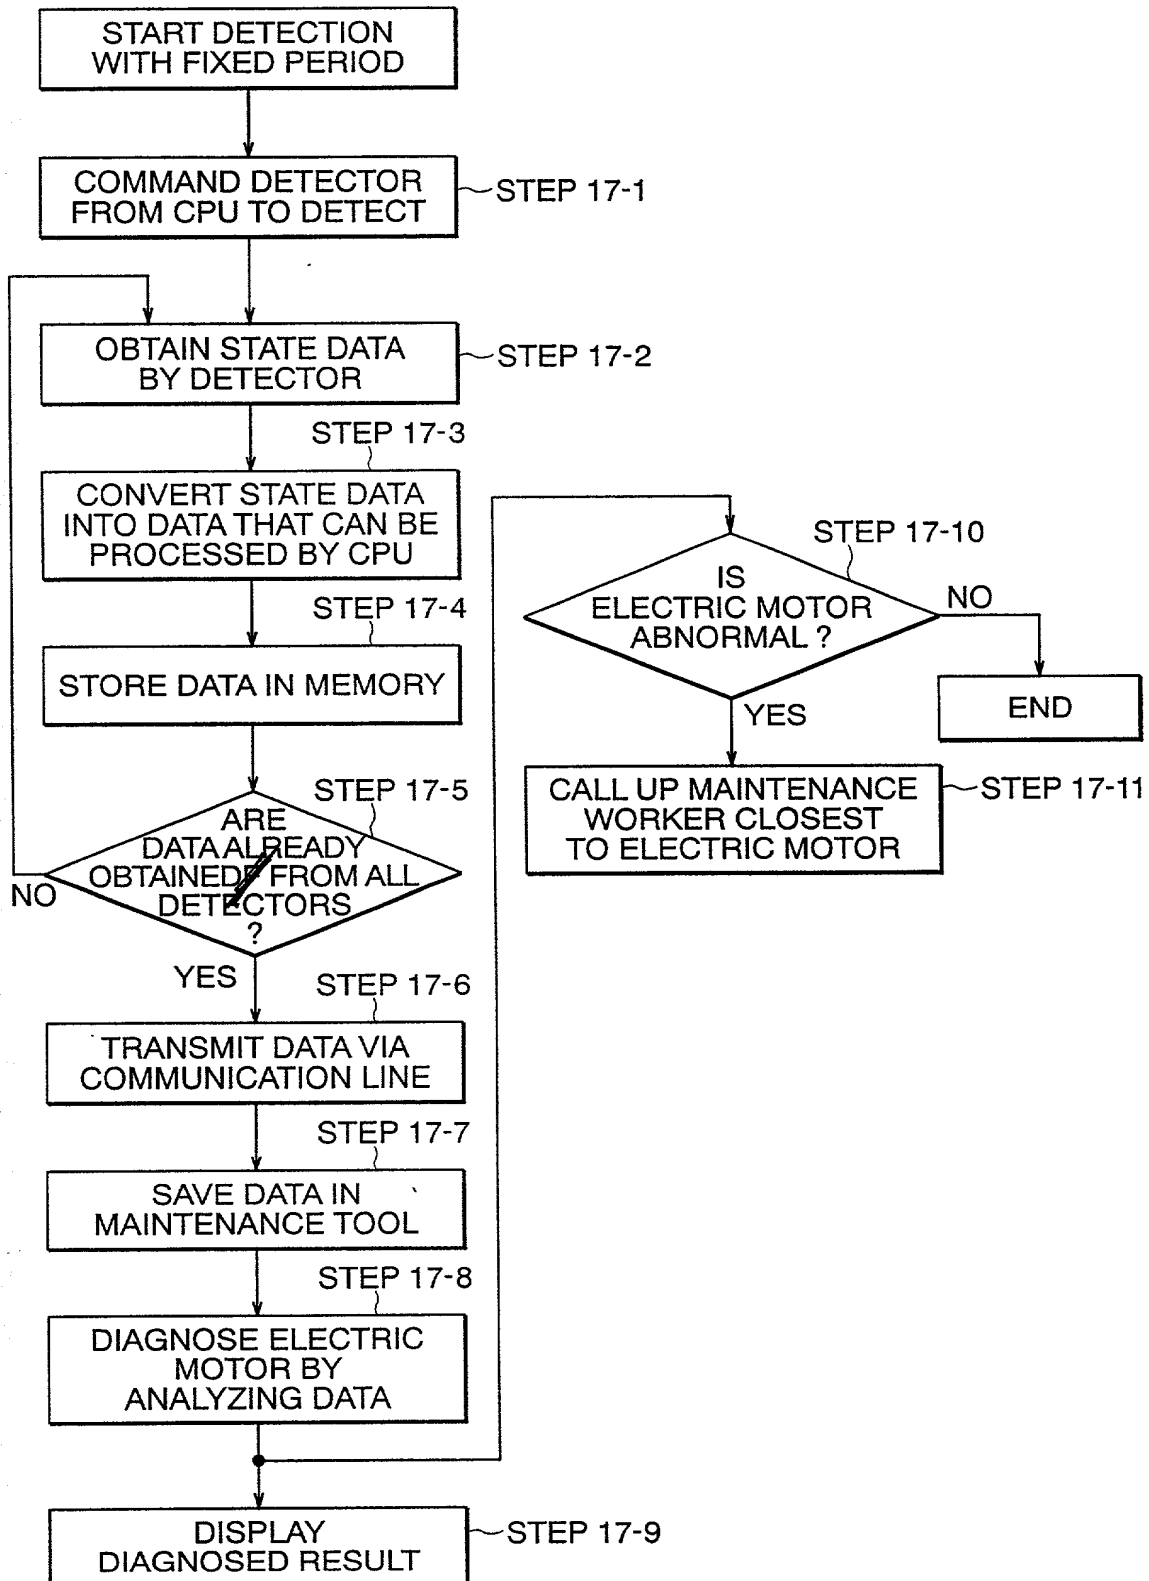 START DETECTION
WITH FIXED PERIOD
COMMAND DETECTOR
FROM CPU TO DETECT
STEP 17-1
OBTAIN STATE DATA
BY DETECTOR
STEP 17-2
STEP 17-3
CONVERT STATE DATA
INTO DATA THAT CAN BE
PROCESSED BY CPU
STEP 17-4
STORE DATA IN MEMORY
STEP 17-5
ARE
DATA ALREADY
OBTAINED FROM ALL
DETECTORS
?
NO
YES
STEP 17-6
TRANSMIT DATA VIA
COMMUNICATION LINE
STEP 17-7
SAVE DATA IN
MAINTENANCE TOOL
STEP 17-8
DIAGNOSE ELECTRIC
MOTOR BY
ANALYZING DATA
DISPLAY
DIAGNOSED RESULT
STEP 17-9
STEP 17-10
IS
ELECTRIC MOTOR
ABNORMAL ?
NO
END
YES
CALL UP MAINTENANCE
WORKER CLOSEST
TO ELECTRIC MOTOR
STEP 17-11